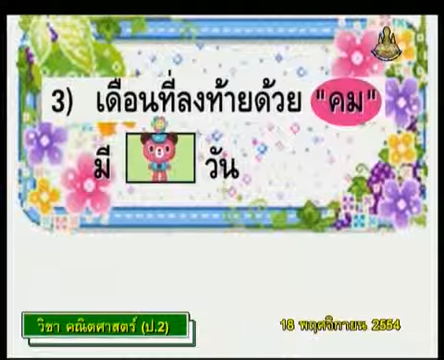 3) เดือนที่ลงท้ายด้วย "คม"
มี วัน
วิชา คณิตศาสตร์ (ป.2)
18 พฤศจิกายน 2554